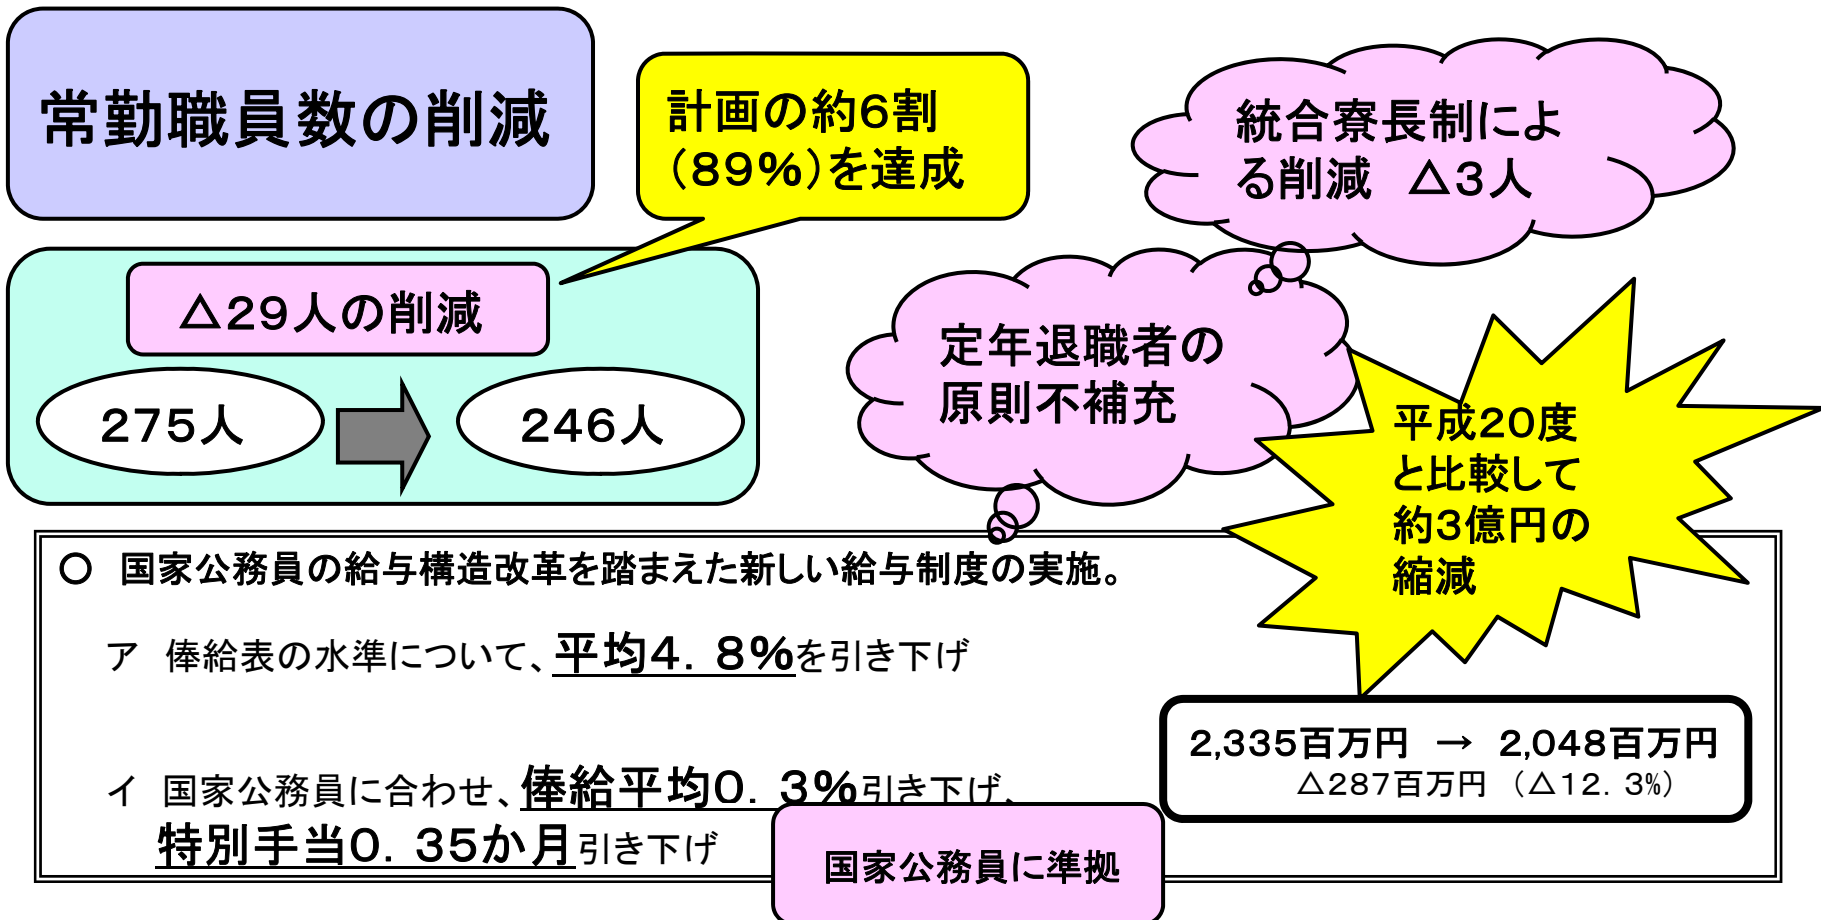 常勤職員数の削減
計画の約6割
（89%）を達成
統合寮長制によ
る削減　△3人
△29人の削減
275人
246人
定年退職者の
原則不補充
平成20度
と比較して
約3億円の
縮減
○　国家公務員の給与構造改革を踏まえた新しい給与制度の実施。
ア　俸給表の水準について、平均4．8%を引き下げ
2,335百万円　→　2,048百万円
△287百万円　（△12．3%）
イ　国家公務員に合わせ、俸給平均0．3%引き下げ、
特別手当0．35か月引き下げ
国家公務員に準拠